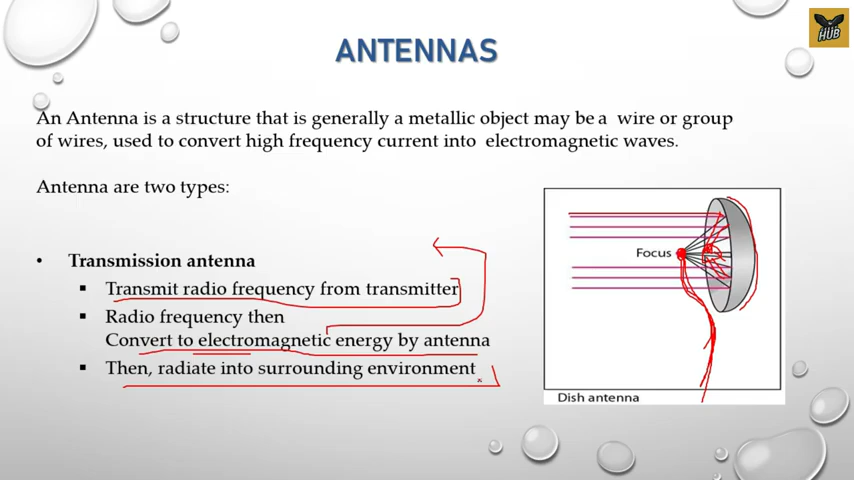 HUB
ANTENNAS
An Antenna is a structure that is generally a metallic object may be a wire or group
of wires, used to convert high frequency current into electromagnetic waves.
Antenna are two types:
• Transmission antenna
▪ Transmit radio frequency from transmitter
▪ Radio frequency then
Convert to electromagnetic energy by antenna
▪ Then, radiate into surrounding environment
Focus
Dish antenna